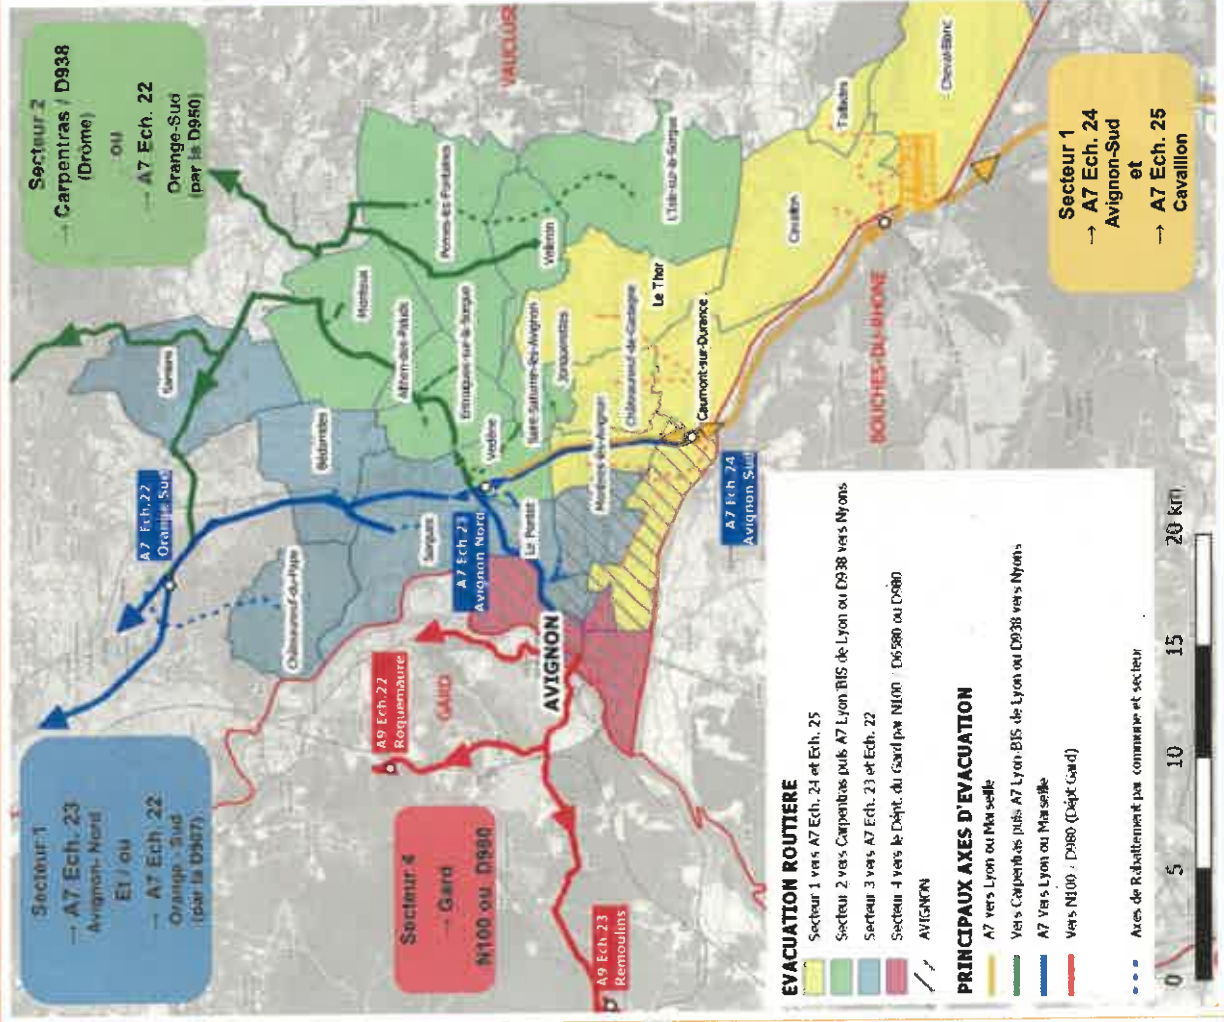 Secteur 1
→ A7 Ech. 23
Avignon-Nord
Et ou
→ A7 Ech. 22
Orange-Sud
(par la D907)
Secteur 2
→ Carpentras / D938
(Drôme)
ou
→ A7 Ech. 22
Orange-Sud
(par la D950)
Secteur 4
→ Gard
N100 ou D980
Secteur 1
→ A7 Ech. 24
Avignon-Sud
et
→ A7 Ech. 25
Cavaillon
A7 Ech.22
Orange Sud
A7 Ech.23
Avignon Nord
A7 Ech 24
Avignon Sud
A9 Ech.22
Roquemaure
A9 Ech 23
Remoulins
VAUCLUSE
GARD
BOUCHES-DU-RHONE
AVIGNON
Châteauneuf-du-Pape
Sorgues
Bédarrides
Sarrians
Monteux
Althen-des-Paluds
Entraigues-sur-la-Sorgue
Pernes-les-Fontaines
Velleron
L'Isle-sur-la-Sorgue
Vedène
Le Pontet
Saint-Saturnin-lès-Avignon
Jonquerettes
Morières-lès-Avignon
Châteauneuf-de-Gadagne
Le Thor
Caumont-sur-Durance
Cavaillon
Taillades
Cheval-Blanc
EVACUATION ROUTIERE
Secteur 1 vers A7 Ech. 24 et Ech. 25
Secteur 2 vers Carpentras puis A7 Lyon-BIS de Lyon ou D938 vers Nyons
Secteur 3 vers A7 Ech. 23 et Ech. 22
Secteur 4 vers le Dépt. du Gard par N100 / D6580 ou D980
AVIGNON
PRINCIPAUX AXES D'EVACUATION
A7 vers Lyon ou Marseille
Vers Carpentras puis A7 Lyon-BIS de Lyon ou D938 vers Nyons
A7 Vers Lyon ou Marseille
Vers N100 / D980 (Dépt Gard)
Axes de Rabattement par commune et secteur
0 5 10 15 20 km